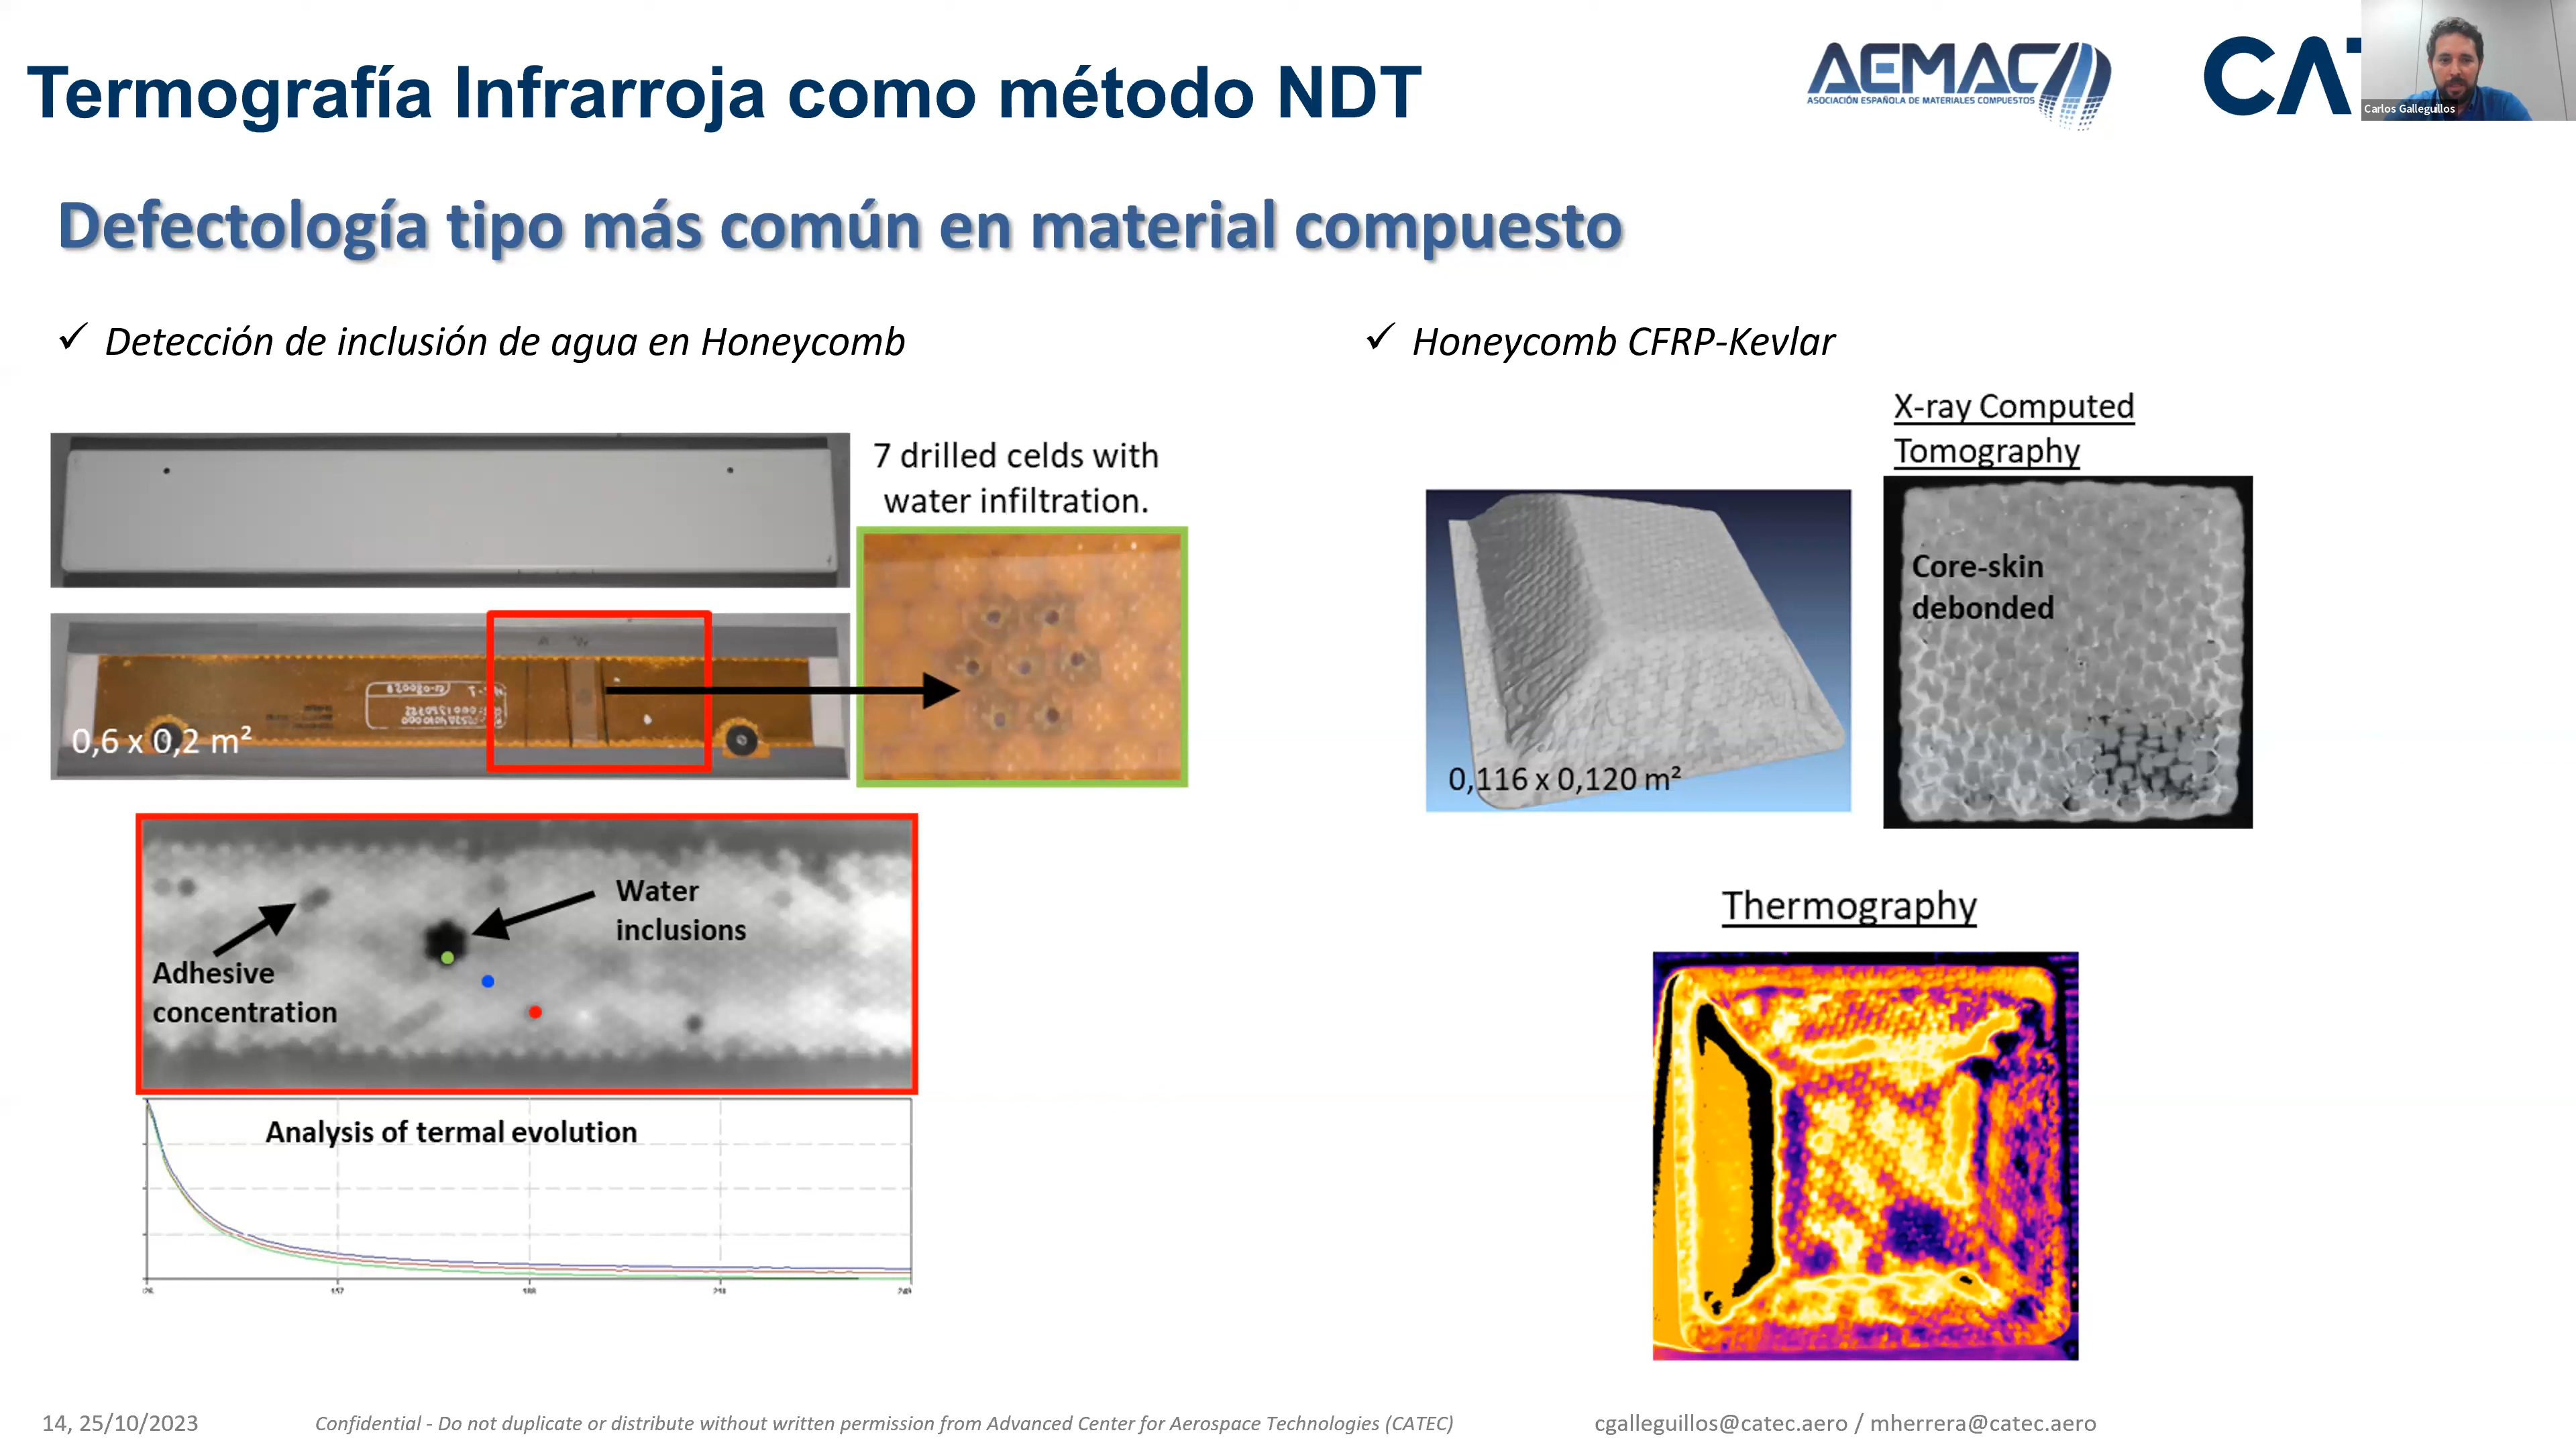 Termografía Infrarroja como método NDT
AEMAC
ASOCIACIÓN ESPAÑOLA DE MATERIALES COMPUESTOS
Carlos Galleguillos
Defectología tipo más común en material compuesto
✓ Detección de inclusión de agua en Honeycomb
7 drilled celds with
water infiltration.
0,6 x 0,2 m²
Water
inclusions
Adhesive
concentration
Analysis of termal evolution
157
188
218
249
✓ Honeycomb CFRP-Kevlar
X-ray Computed
Tomography
Core-skin
debonded
0,116 x 0,120 m²
Thermography
14, 25/10/2023
Confidential - Do not duplicate or distribute without written permission from Advanced Center for Aerospace Technologies (CATEC)
cgalleguillos@catec.aero / mherrera@catec.aero